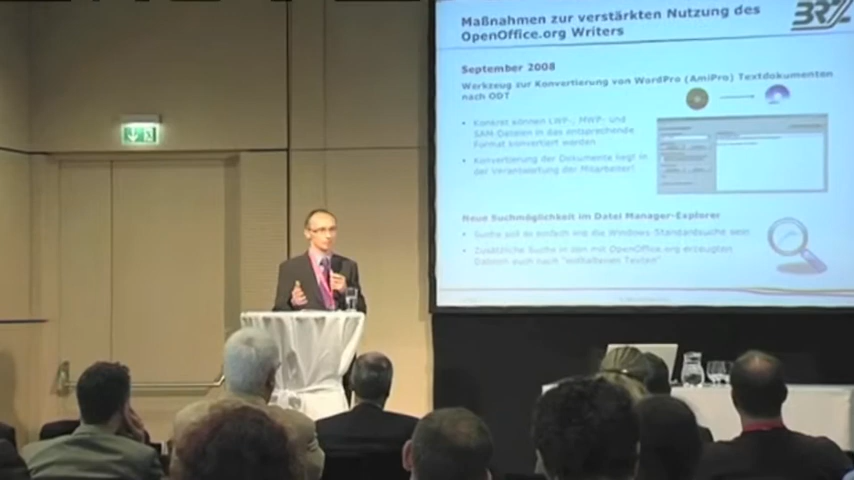 Maßnahmen zur verstärkten Nutzung des
OpenOffice.org Writers
BRZ
September 2008
Werkzeug zur Konvertierung von WordPro (AmiPro) Textdokumenten
nach ODT
• Konkret können LWP-, MWP- und
SAM Dateien in das entsprechende
Format konvertiert werden
• Konvertierung der Dokumente liegt in
der Verantwortung der Mitarbeiter!
Neue Suchmöglichkeit im Datei Manager-Explorer
• Suche soll so einfach wie die Windows-Standardsuche sein
• Zusätzliche Suche in den mit OpenOffice.org erzeugten
Dateien auch nach "enthaltenen Texten"